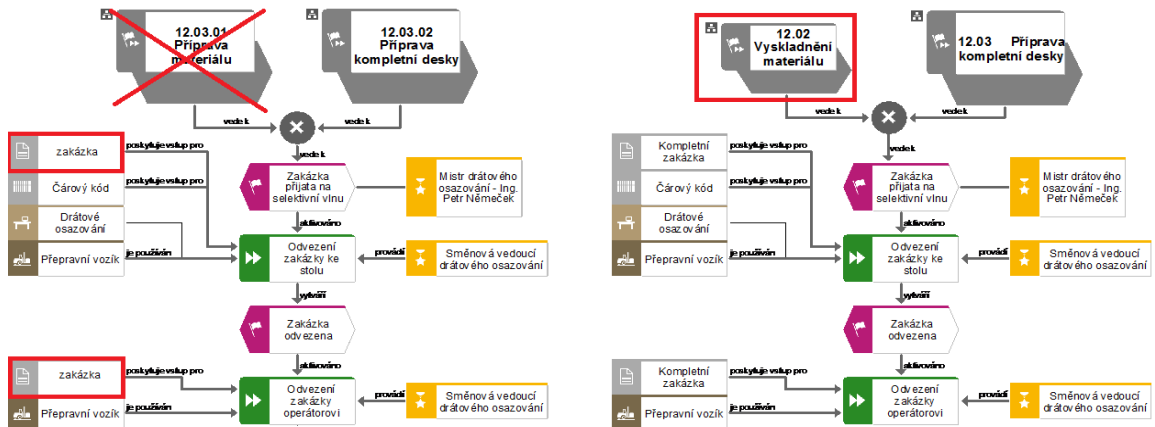 12.03.01
Příprava
materiálu
12.03.02
Příprava
kompletní desky
vede k
vede k
zakázka
poskytuje vstup pro
vede k
Čárový kód
poskytuje vstup pro
Zakázka
přijata na
selektivní vlnu
Mistr drátového
osazování - Ing.
Petr Němeček
Drátové
osazování
aktivováno
Přepravní vozík
je používán
Odvezení
zakázky ke
stolu
provádí
Směnová vedoucí
drátového osazování
vytváří
Zakázka
odvezena
aktivováno
zakázka
poskytuje vstup pro
Odvezení
zakázky
operátorovi
provádí
Směnová vedoucí
drátového osazování
Přepravní vozík
je používán
12.02
Vyskladnění
materiálu
12.03 Příprava
kompletní desky
vede k
vede k
Kompletní
zakázka
poskytuje vstup pro
vede k
Čárový kód
poskytuje vstup pro
Zakázka
přijata na
selektivní vlnu
Mistr drátového
osazování - Ing.
Petr Němeček
Drátové
osazování
aktivováno
Přepravní vozík
je používán
Odvezení
zakázky ke
stolu
provádí
Směnová vedoucí
drátového osazování
vytváří
Zakázka
odvezena
aktivováno
Kompletní
zakázka
poskytuje vstup pro
Odvezení
zakázky
operátorovi
provádí
Směnová vedoucí
drátového osazování
Přepravní vozík
je používán